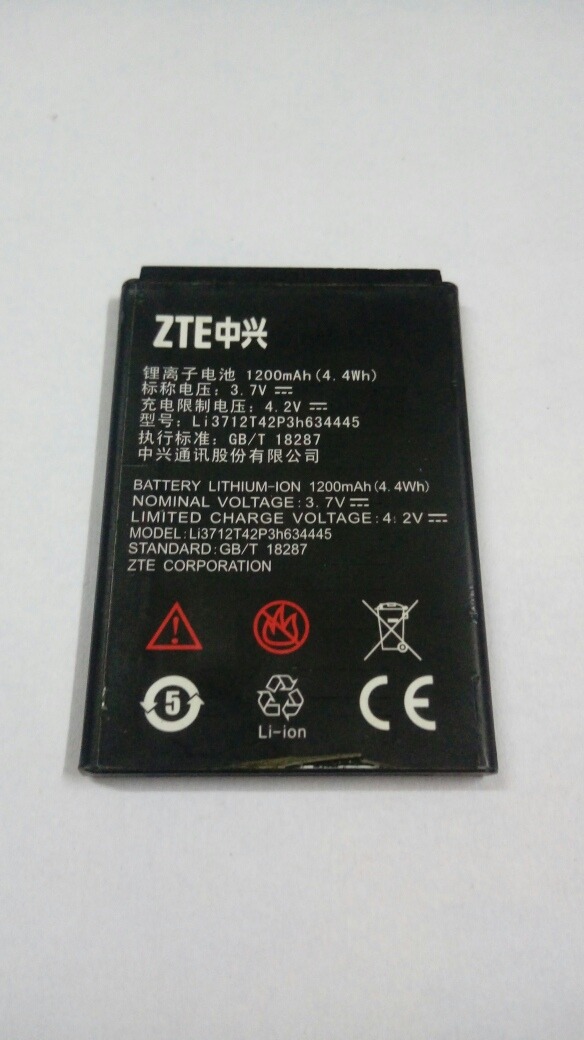 ZTE中兴
锂离子电池 1200mAh(4.4Wh)
标称电压: 3.7V
充电限制电压: 4.2V
型号: Li3712T42P3h634445
执行标准: GB/T 18287
中兴通讯股份有限公司
BATTERY LITHIUM-ION 1200mAh(4.4Wh)
NOMINAL VOLTAGE:3.7V
LIMITED CHARGE VOLTAGE:4.2V
MODEL:Li3712T42P3h634445
STANDARD:GB/T 18287
ZTE CORPORATION
5
Li-ion
CE